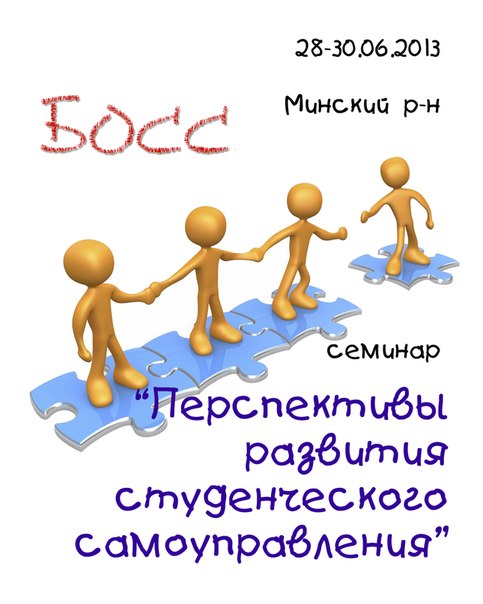 28-30.06.2013
Минский р-н
Босс
семинар
“Перспективы
развития
студенческого
самоуправления”